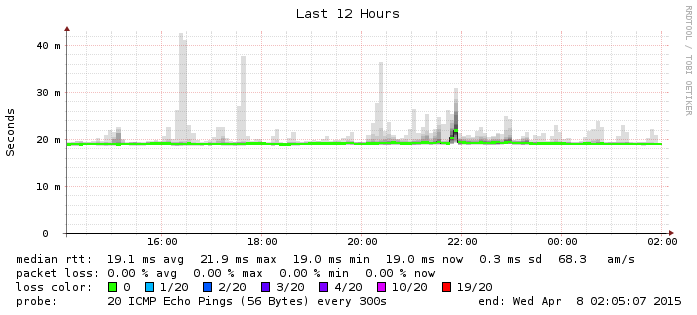 Last 12 Hours
RRDTOOL / TOBI OETIKER
Seconds
40 m
30 m
20 m
10 m
0
16:00 18:00 20:00 22:00 00:00 02:00
median rtt: 19.1 ms avg 21.9 ms max 19.0 ms min 19.0 ms now 0.3 ms sd 68.3 am/s
packet loss: 0.00 % avg 0.00 % max 0.00 % min 0.00 % now
loss color: 0 1/20 2/20 3/20 4/20 10/20 19/20
probe: 20 ICMP Echo Pings (56 Bytes) every 300s end: Wed Apr 8 02:05:07 2015